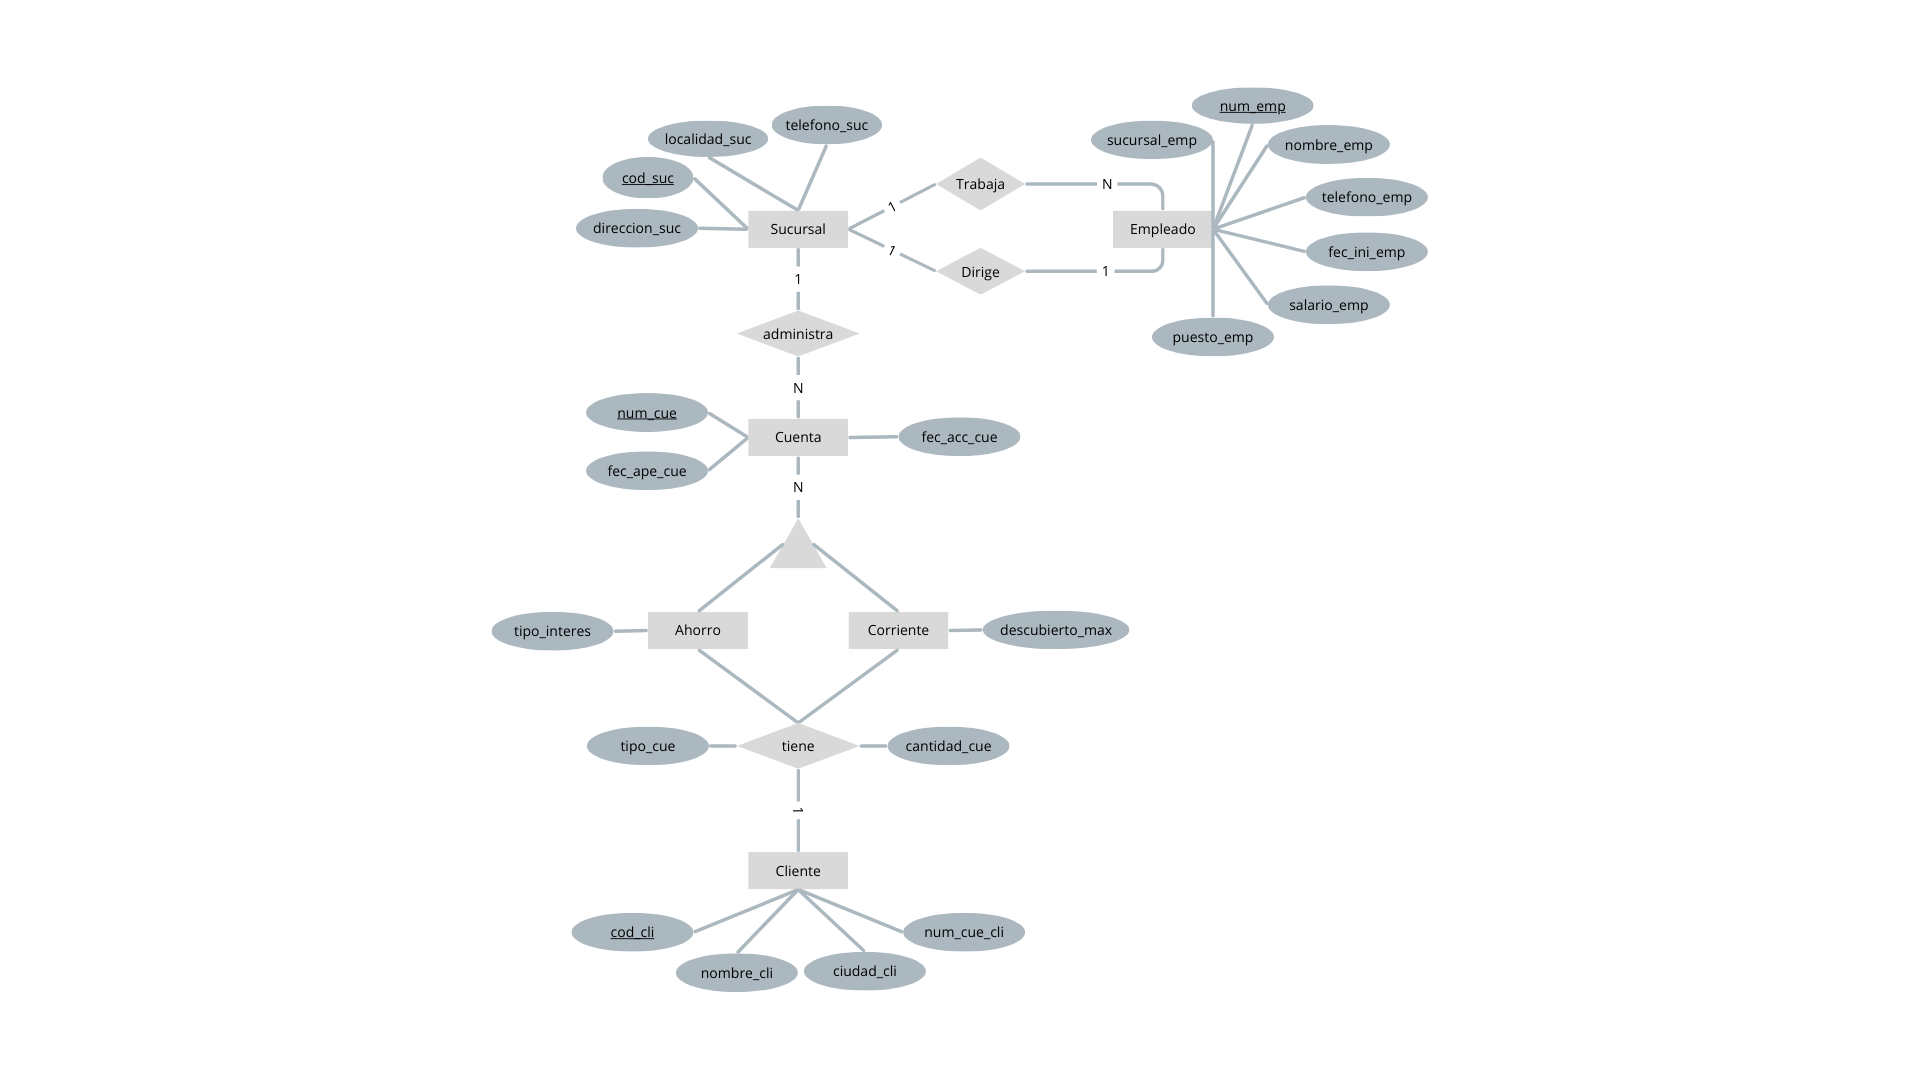 num_emp
telefono_suc
localidad_suc
sucursal_emp
nombre_emp
cod_suc
Trabaja
N
telefono_emp
1
direccion_suc
Sucursal
Empleado
1
fec_ini_emp
Dirige
1
1
salario_emp
administra
puesto_emp
N
num_cue
Cuenta
fec_acc_cue
fec_ape_cue
N
tipo_interes
Ahorro
Corriente
descubierto_max
tipo_cue
tiene
cantidad_cue
1
Cliente
cod_cli
num_cue_cli
nombre_cli
ciudad_cli